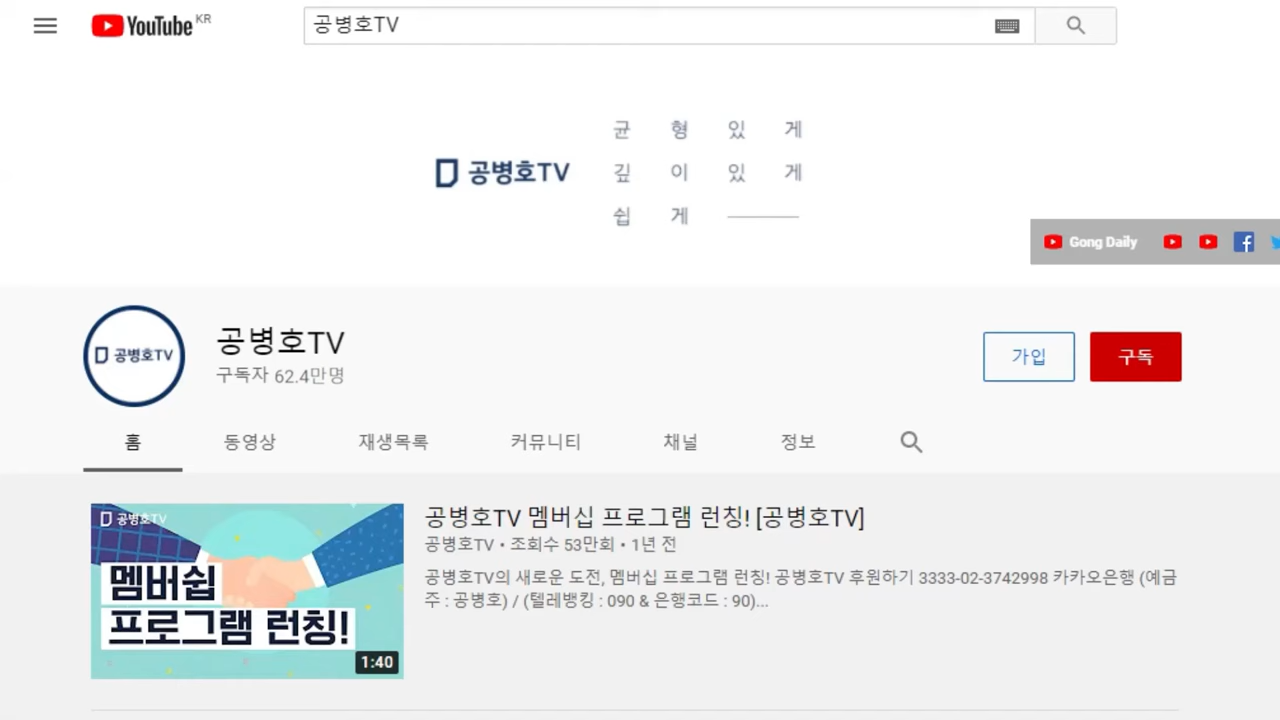 YouTube KR
공병호TV
균 형 있 게
공병호TV
깊 이 있 게
쉽 게
Gong Daily
공병호TV
공병호TV
구독자 62.4만명
가입
구독
홈
동영상
재생목록
커뮤니티
채널
정보
공병호TV
멤버쉽
프로그램 런칭!
1:40
공병호TV 멤버십 프로그램 런칭! [공병호TV]
공병호TV • 조회수 53만회 • 1년 전
공병호TV의 새로운 도전, 멤버십 프로그램 런칭! 공병호TV 후원하기 3333-02-3742998 카카오은행 (예금
주 : 공병호) / (텔레뱅킹 : 090 & 은행코드 : 90)...